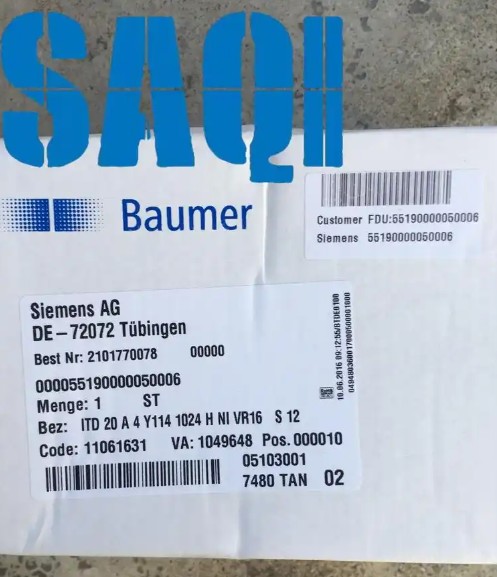 SAQI
Baumer
Customer FDU:55190000050006
Siemens 55190000050006
Siemens AG
DE-72072 Tübingen
Best Nr: 2101770078 00000
0000055190000050006
Menge: 1 ST
Bez: ITD 20 A 4 Y114 1024 H NI VR16 S 12
Code: 11061631 VA: 1049648 Pos. 000010
05103001
7480 TAN 02